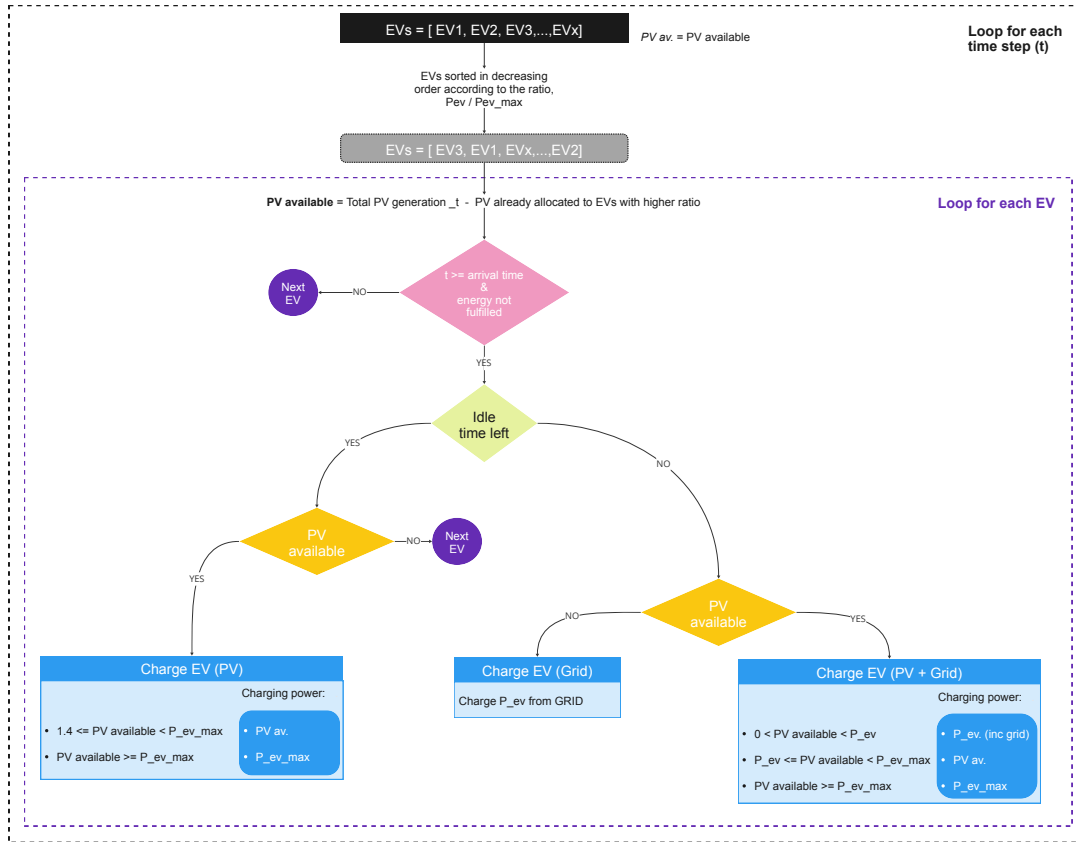 EVs = [ EV1, EV2, EV3,...,EVx]
PV av. = PV available
Loop for each
time step (t)
EVs sorted in decreasing
order according to the ratio,
Pev / Pev_max
EVs = [ EV3, EV1, EVx,...,EV2]
PV available = Total PV generation _t - PV already allocated to EVs with higher ratio
Loop for each EV
t >= arrival time
&
energy not
fulfilled
NO
Next
EV
YES
Idle
time left
YES
NO
PV
available
NO
Next
EV
YES
PV
available
NO
YES
Charge EV (PV)
Charging power:
• 1.4 <= PV available < P_ev_max
• PV av.
• PV available >= P_ev_max
• P_ev_max
Charge EV (Grid)
Charge P_ev from GRID
Charge EV (PV + Grid)
Charging power:
• 0 < PV available < P_ev
• P_ev. (inc grid)
• P_ev <= PV available < P_ev_max
• PV av.
• PV available >= P_ev_max
• P_ev_max